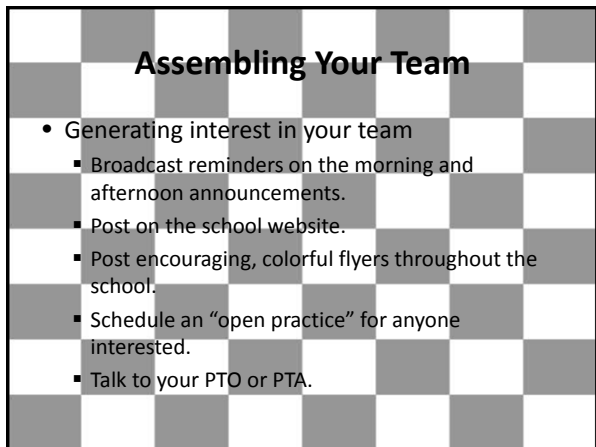 Assembling Your Team
• Generating interest in your team
▪ Broadcast reminders on the morning and
afternoon announcements.
▪ Post on the school website.
▪ Post encouraging, colorful flyers throughout the
school.
▪ Schedule an “open practice” for anyone
interested.
▪ Talk to your PTO or PTA.